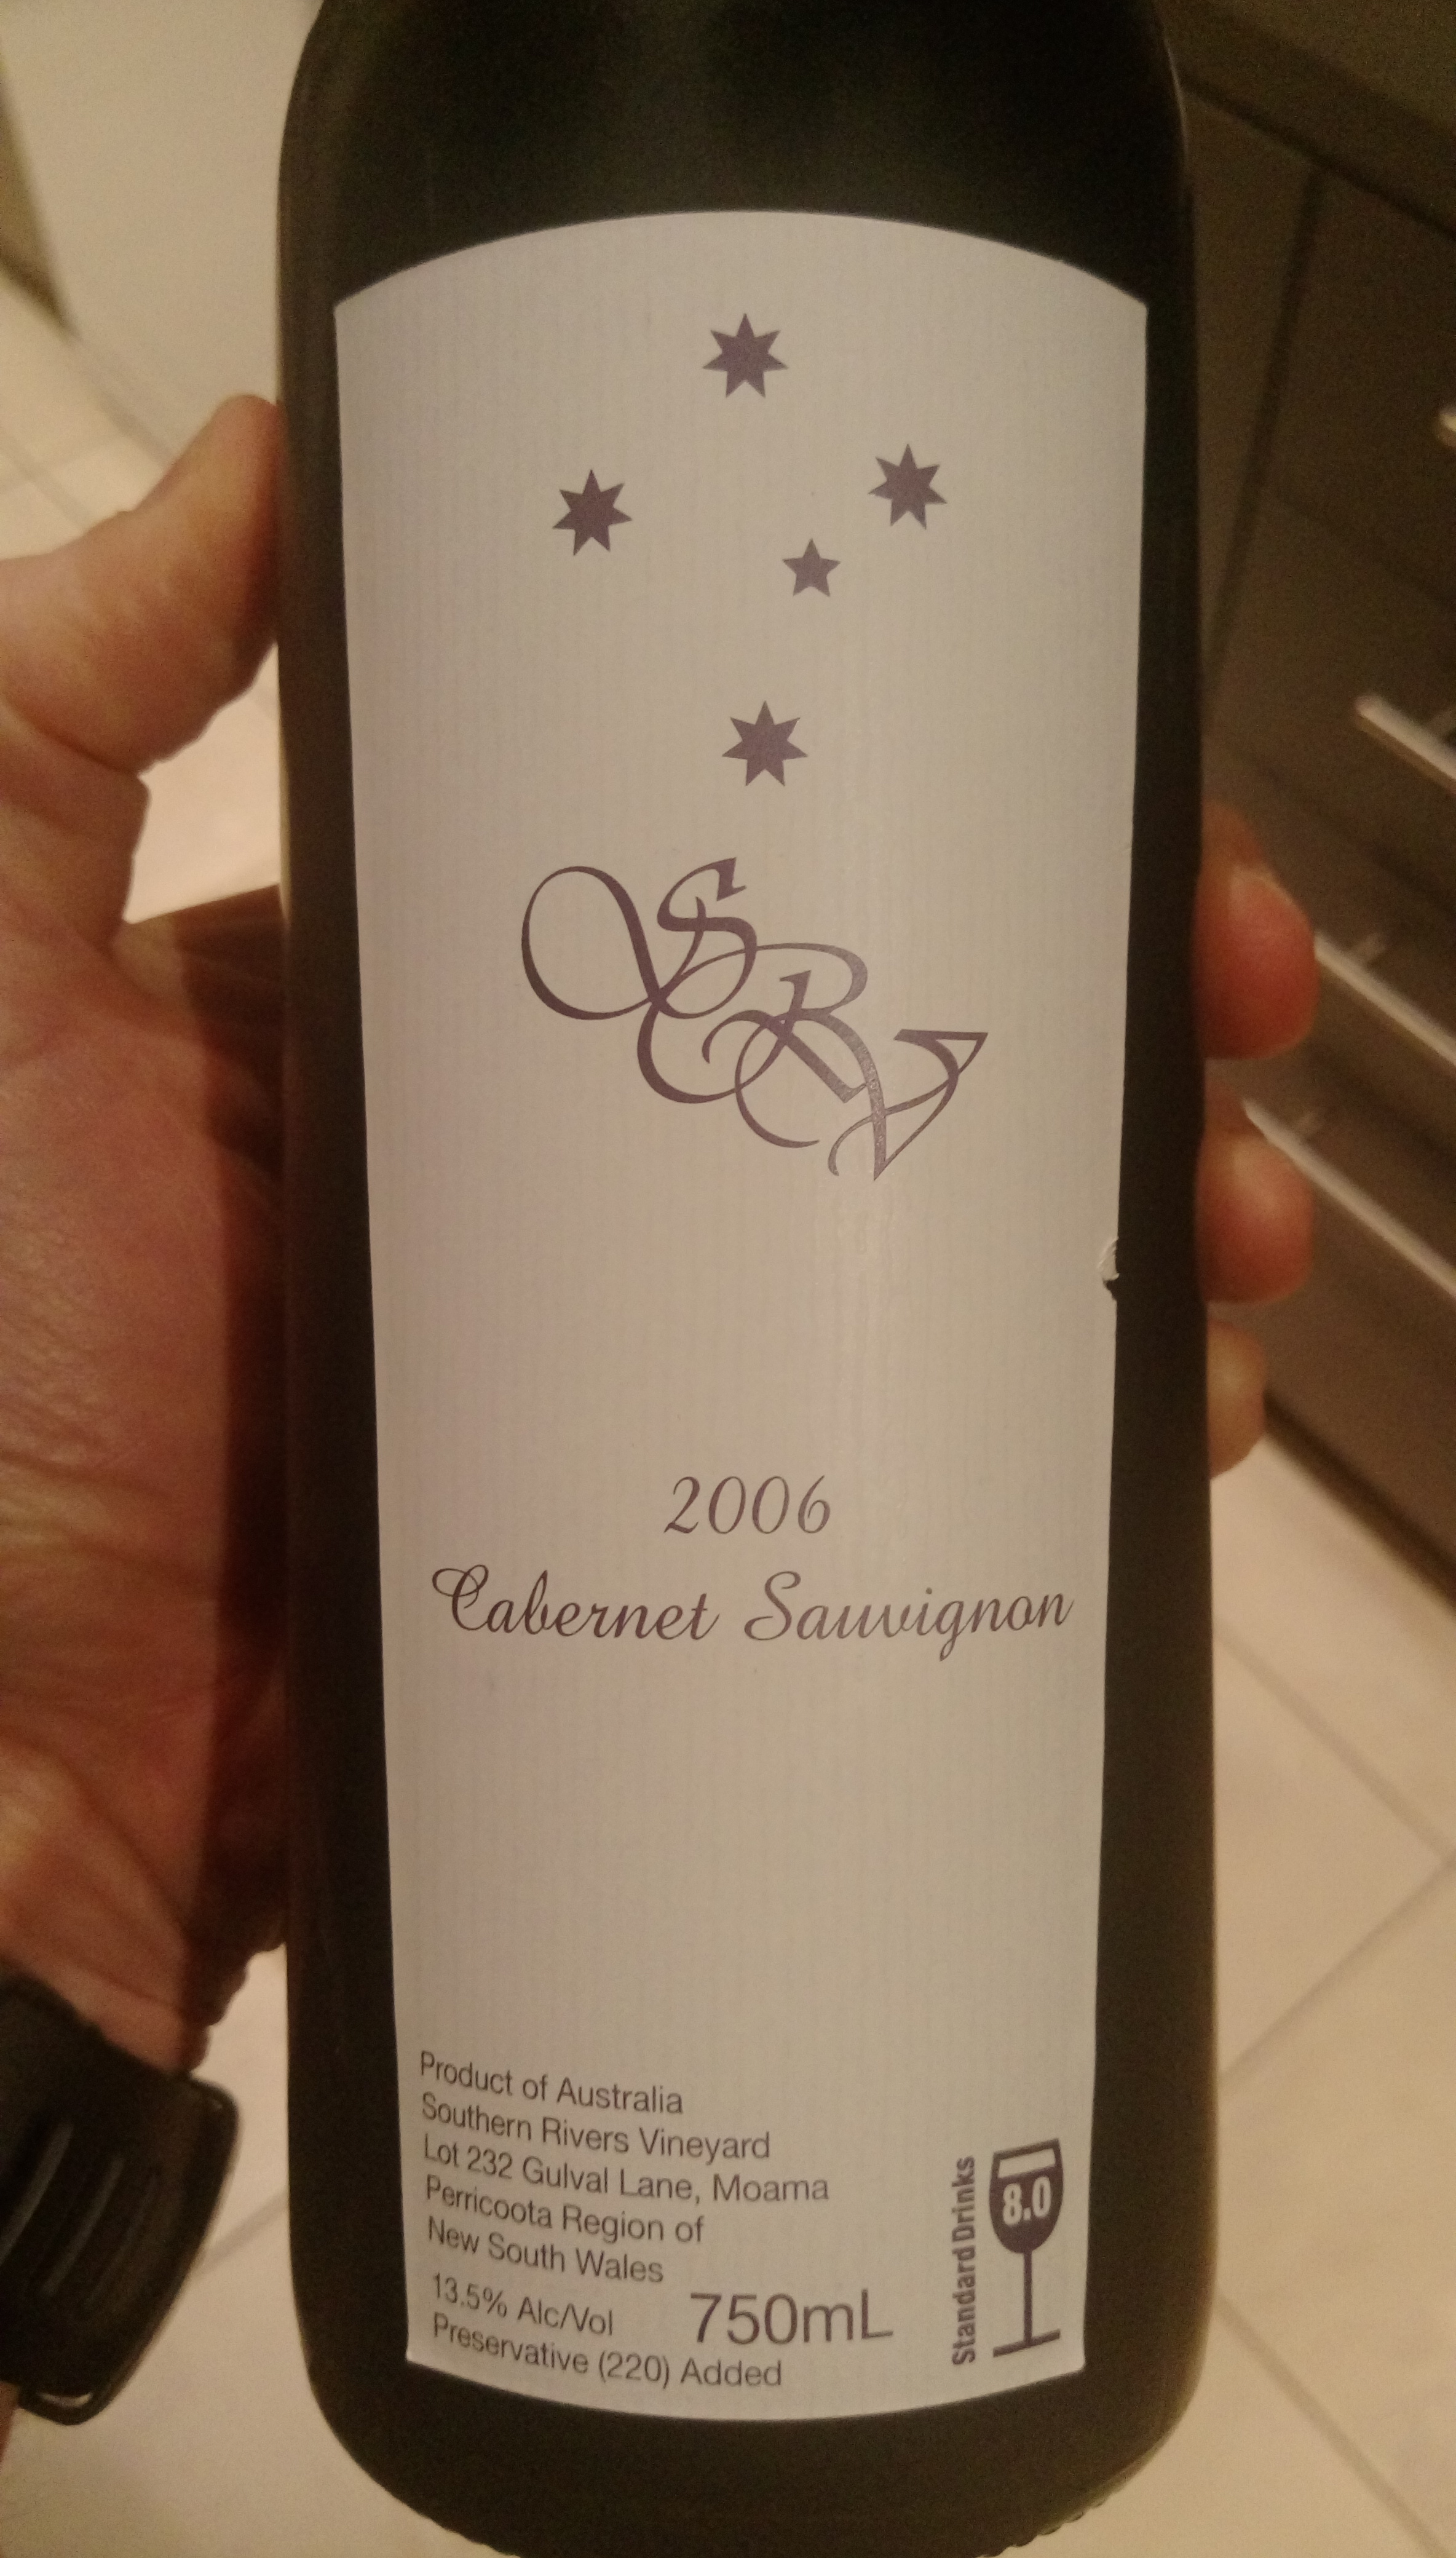 SRV
2006
Cabernet Sauvignon
Product of Australia
Southern Rivers Vineyard
Lot 232 Gulval Lane, Moama
Perricoota Region of
New South Wales
13.5% Alc/Vol
750mL
Preservative (220) Added
Standard Drinks
8.0